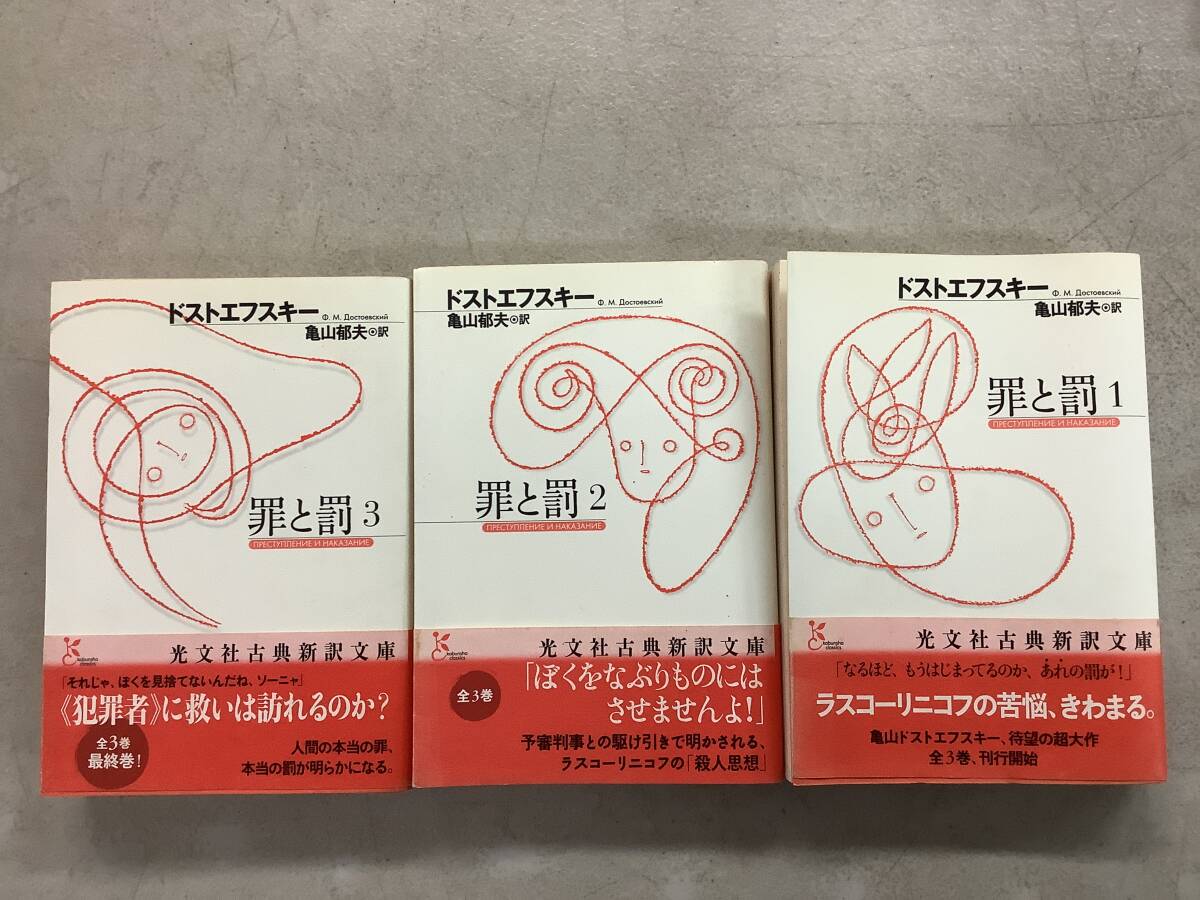 ドストエフスキー
Ф. М. Достоевский
亀山郁夫◉訳
罪と罰 3
ПРЕСТУПЛЕНИЕ И НАКАЗАНИЕ
kobunsha
classics
光文社古典新訳文庫
「それじゃ、ぼくを見捨てないんだね、ソーニャ」
《犯罪者》に救いは訪れるのか?
全3巻
最終巻!
人間の本当の罪、
本当の罰が明らかになる。
ドストエフスキー
Ф. М. Достоевский
亀山郁夫◉訳
罪と罰 2
ПРЕСТУПЛЕНИЕ И НАКАЗАНИЕ
kobunsha
classics
光文社古典新訳文庫
全3巻
「ぼくをなぶりものには
させませんよ!」
予審判事との駆け引きで明かされる、
ラスコーリニコフの「殺人思想」
ドストエフスキー
Ф. М. Достоевский
亀山郁夫◉訳
罪と罰 1
ПРЕСТУПЛЕНИЕ И НАКАЗАНИЕ
kobunsha
classics
光文社古典新訳文庫
「なるほど、もうはじまってるのか、あれの罰が!」
ラスコーリニコフの苦悩、きわまる。
亀山ドストエフスキー、待望の超大作
全3巻、刊行開始